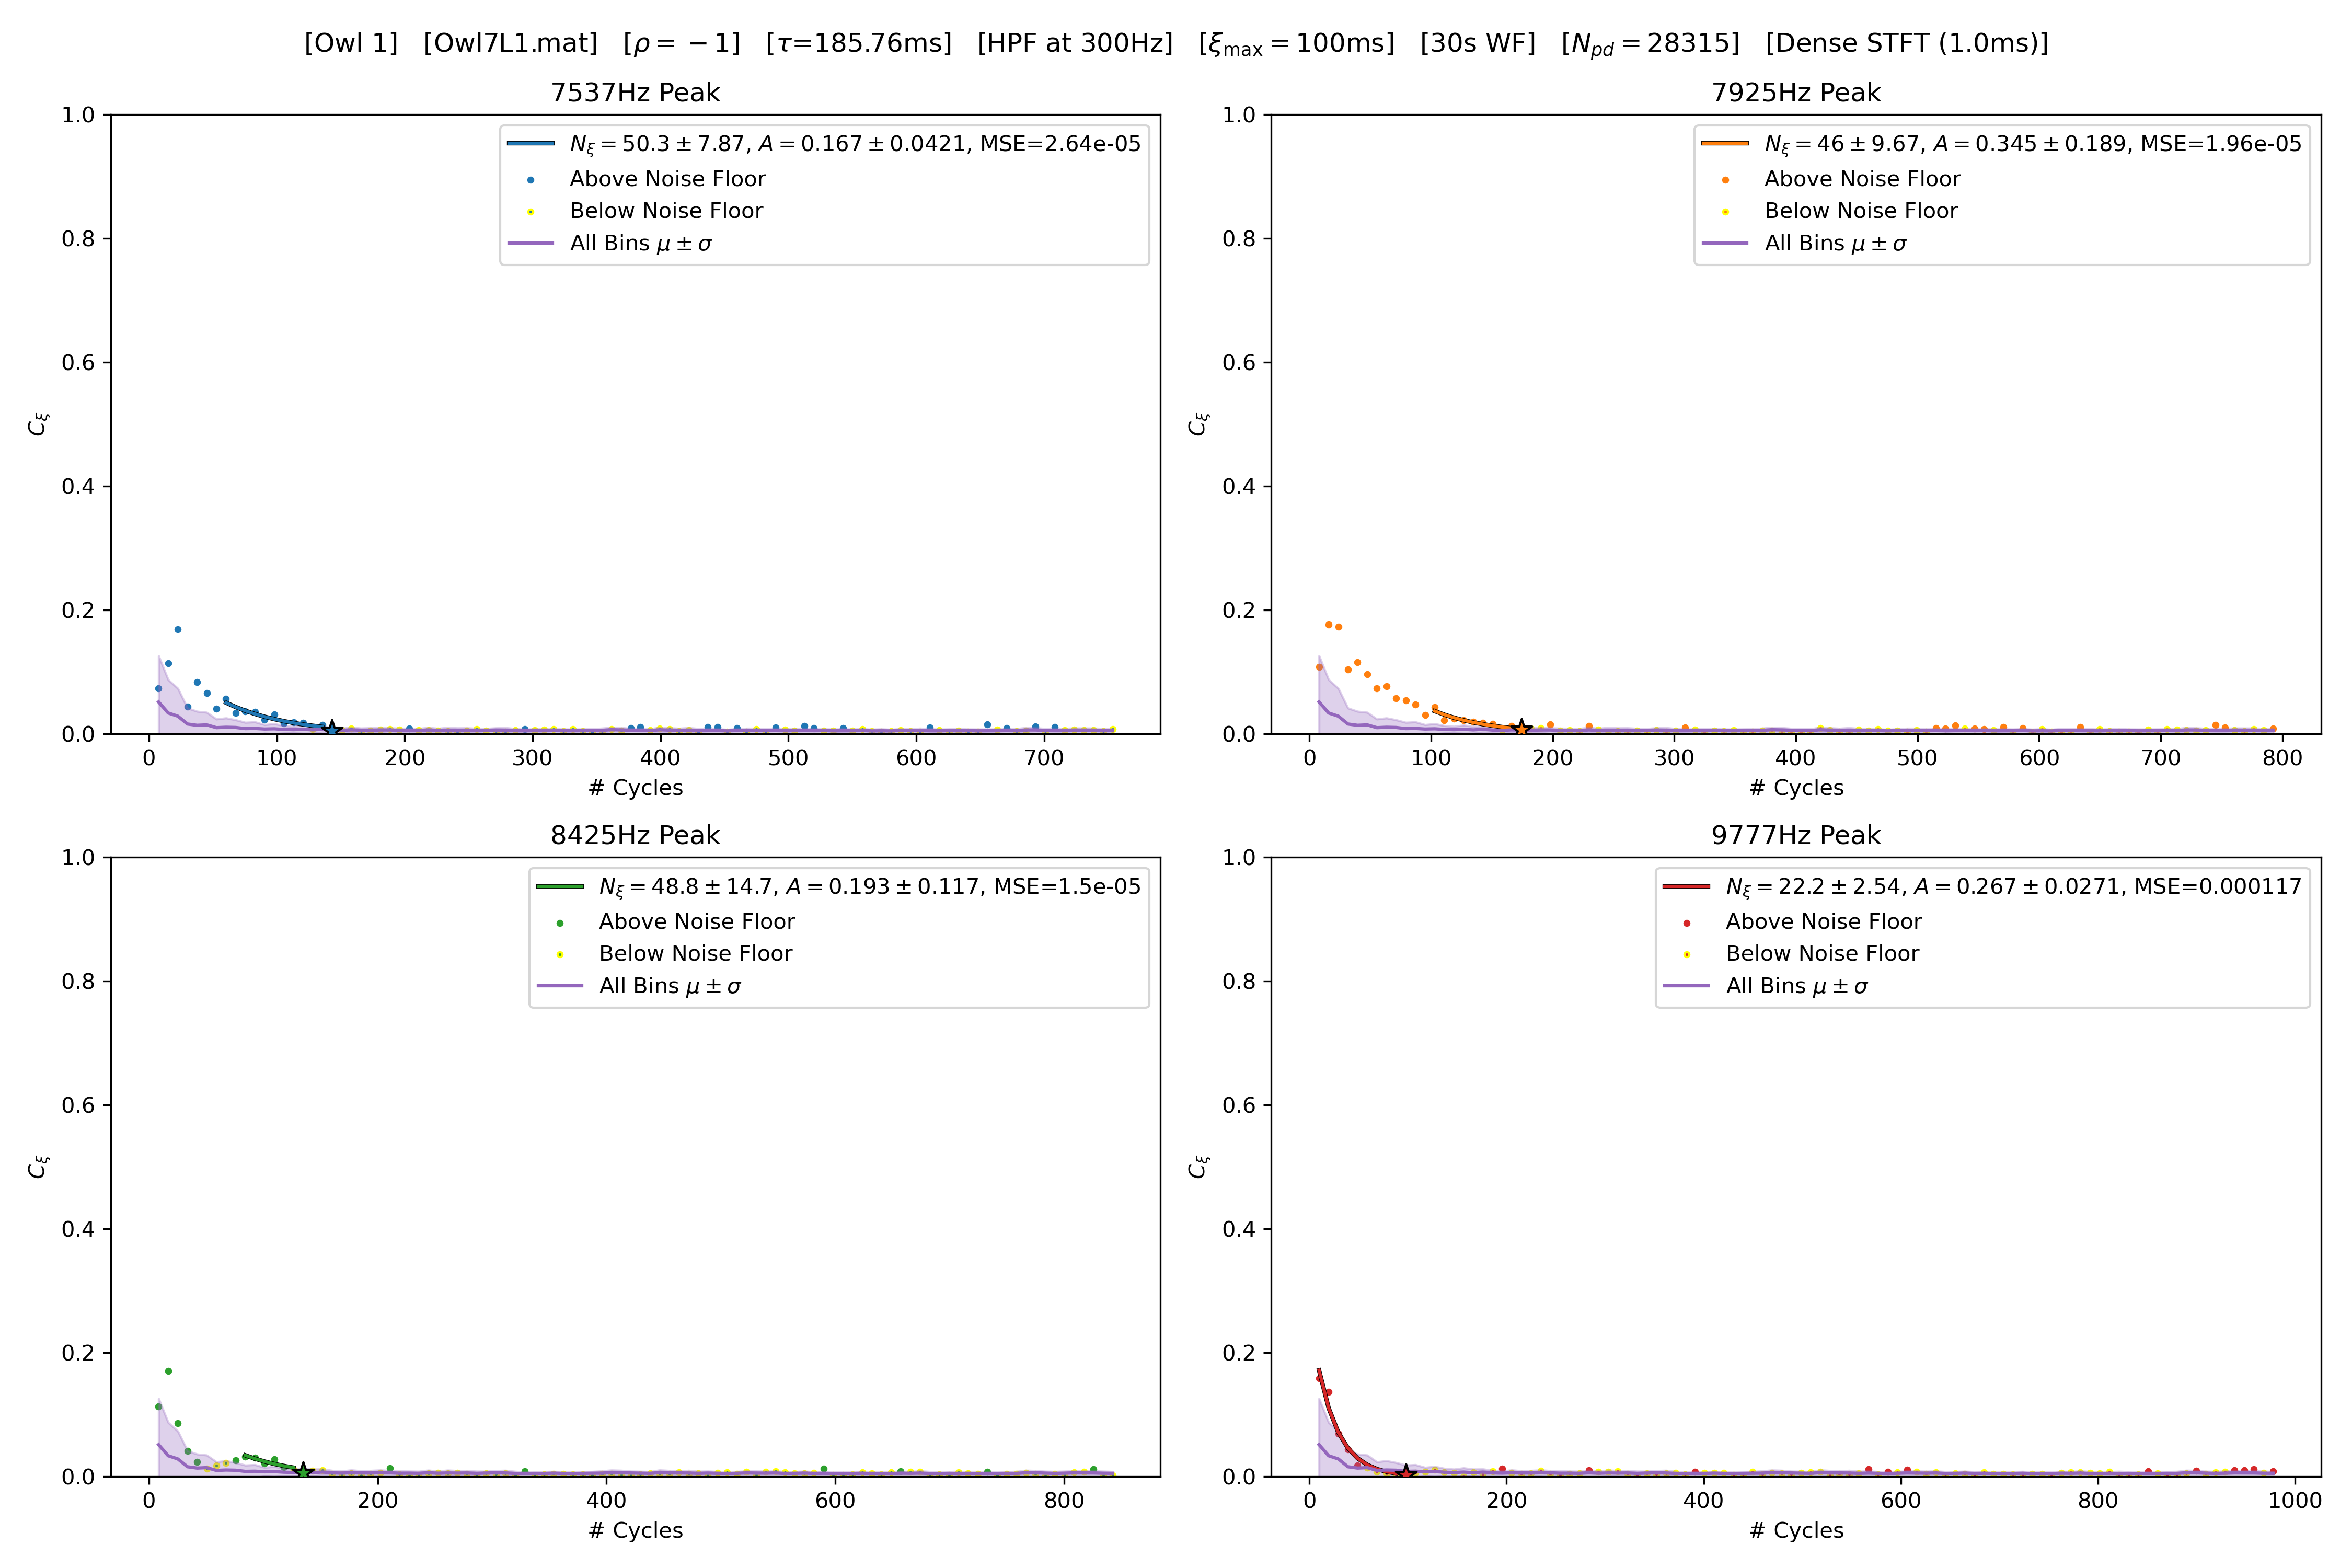 [Owl 1] [Owl7L1.mat] [ρ = −1] [τ=185.76ms] [HPF at 300Hz] [ξmax = 100ms] [30s WF] [Npd = 28315] [Dense STFT (1.0ms)]
7537Hz Peak
Nξ = 50.3 ± 7.87, A = 0.167 ± 0.0421, MSE=2.64e-05
Above Noise Floor
Below Noise Floor
All Bins μ ± σ
1.0
0.8
0.6
0.4
0.2
0.0
Cξ
0 100 200 300 400 500 600 700
# Cycles
7925Hz Peak
Nξ = 46 ± 9.67, A = 0.345 ± 0.189, MSE=1.96e-05
Above Noise Floor
Below Noise Floor
All Bins μ ± σ
1.0
0.8
0.6
0.4
0.2
0.0
Cξ
0 100 200 300 400 500 600 700 800
# Cycles
8425Hz Peak
Nξ = 48.8 ± 14.7, A = 0.193 ± 0.117, MSE=1.5e-05
Above Noise Floor
Below Noise Floor
All Bins μ ± σ
1.0
0.8
0.6
0.4
0.2
0.0
Cξ
0 200 400 600 800
# Cycles
9777Hz Peak
Nξ = 22.2 ± 2.54, A = 0.267 ± 0.0271, MSE=0.000117
Above Noise Floor
Below Noise Floor
All Bins μ ± σ
1.0
0.8
0.6
0.4
0.2
0.0
Cξ
0 200 400 600 800 1000
# Cycles